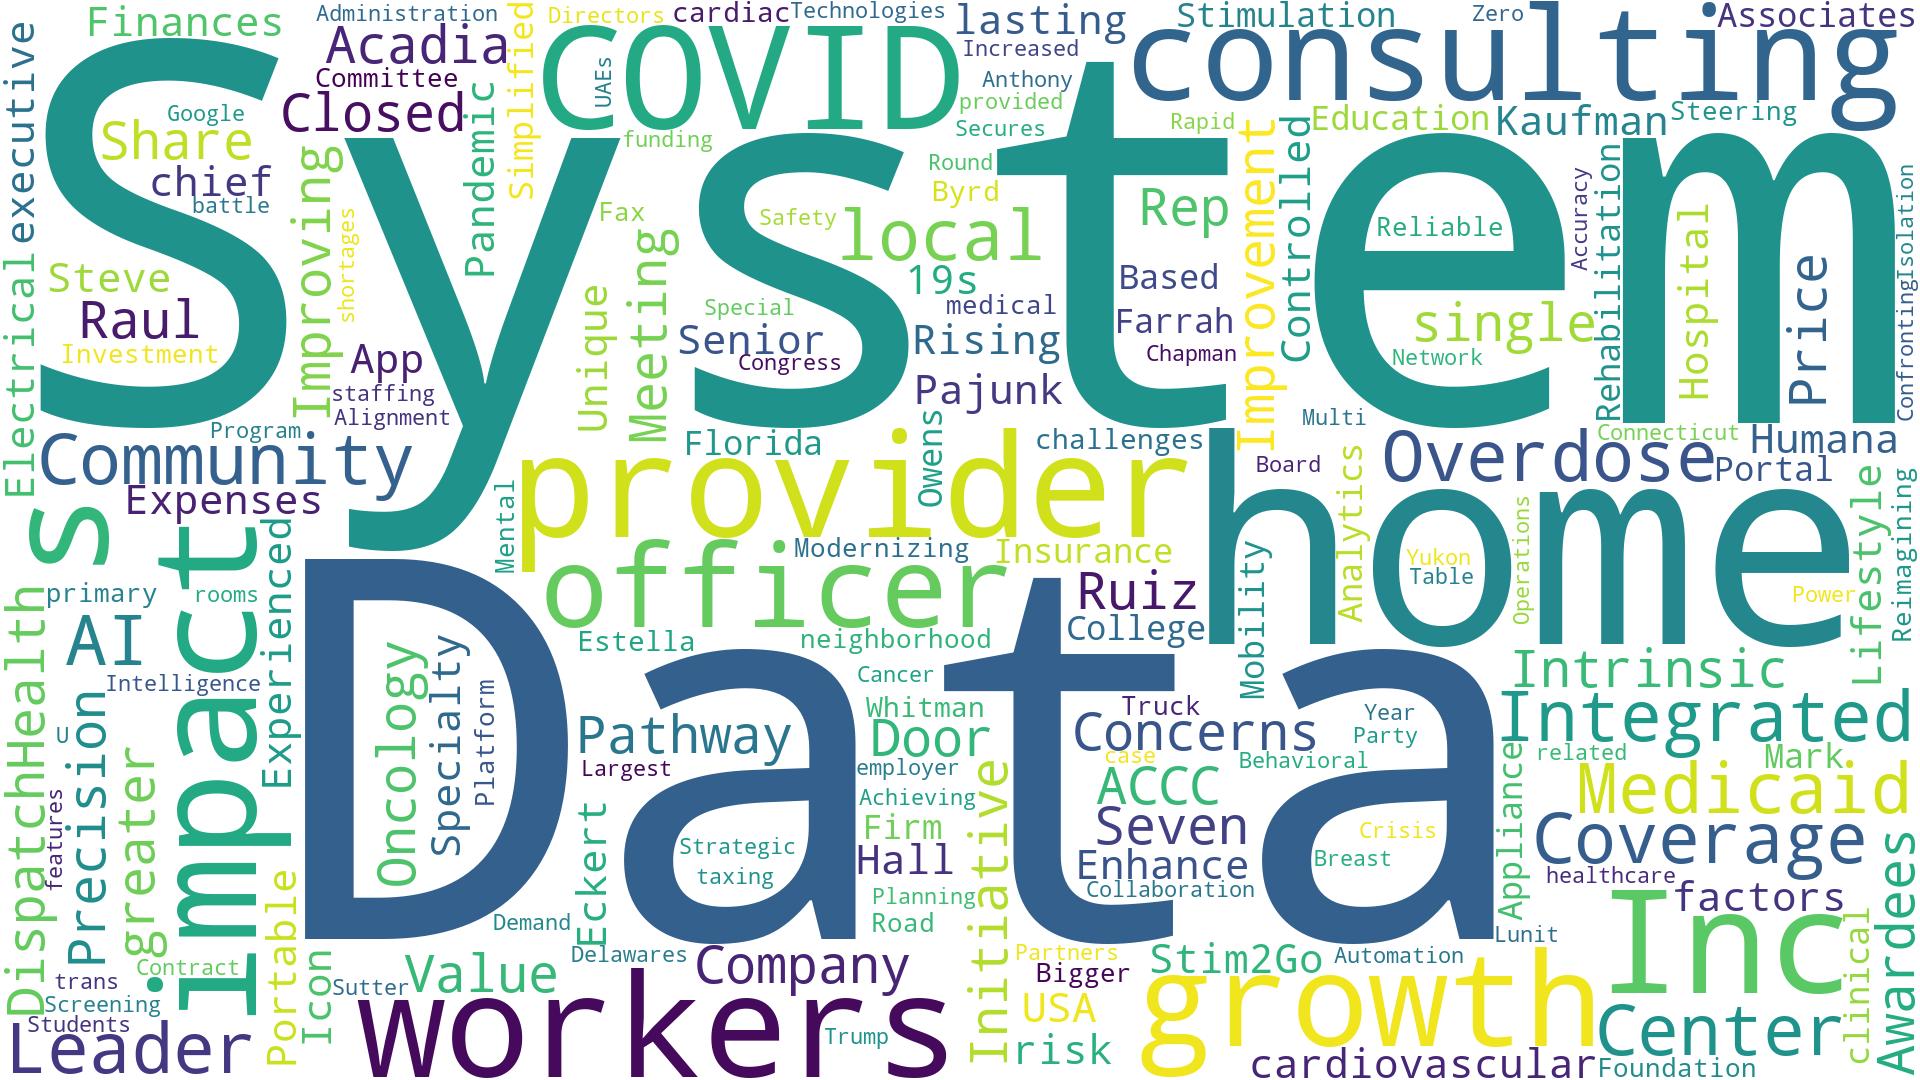 Finances
Administration
Directors
cardiac
Technologies
lasting
Stimulation
Zero
Associates
executive
Acadia
Simplified
COVID
Increased
consulting
Committee
UAEs
Anthony
Google
Closed
Pandemic
provided
Rapid
Education
Kaufman
Steering
Share
funding
Secures
System
chief
battle
Improving
shortages
Fax
Safety
local
Round
Byrd
Rep
Improvement
Controlled
Reliable
Accuracy
Rehabilitation
Hospital
ConfrontingIsolation
Electrical
Steve
Raul
Investment
App
staffing
Alignment
Unique
Meeting
Special
Senior
Congress
19s
medical
Rising
Pajunk
Based
Farrah
Chapman
single
Network
Price
Community
Program
Expenses
Florida
Owens
challenges
Multi
Board
Analytics
Overdose
Connecticut
Portal
Humana
Lifestyle
Reimagining
s
Mental
provider
home
Modernizing
Insurance
officer
Ruiz
College
Mobility
Yukon
Table
Operations
Power
primary
rooms
AI
Intelligence
impact
Experienced
DispatchHealth
Data
Estella
neighborhood
Cancer
Intrinsic
Integrated
Oncology
Specialty
Platform
Pathway
Largest
Whitman
Door
employer
Truck
Concerns
case
Year
Party
Behavioral
related
Mark
U
Precision
features
greater
Achieving
ACCC
Medicaid
Appliance
Eckert
Strategic
taxing
Firm
Hall
Initiative
Seven
Enhance
Collaboration
Crisis
Breast
Coverage
healthcare
factors
Awardees
Portable
Icon
Demand
Planning
Road
Lunit
Inc
clinical
trans
Contract
Screening
Students
Leader
Sutter
Value
Delawares
Company
workers
Trump
Partners
Bigger
USA
risk
Stim2Go
Automation
growth
Center
cardiovascular
Foundation